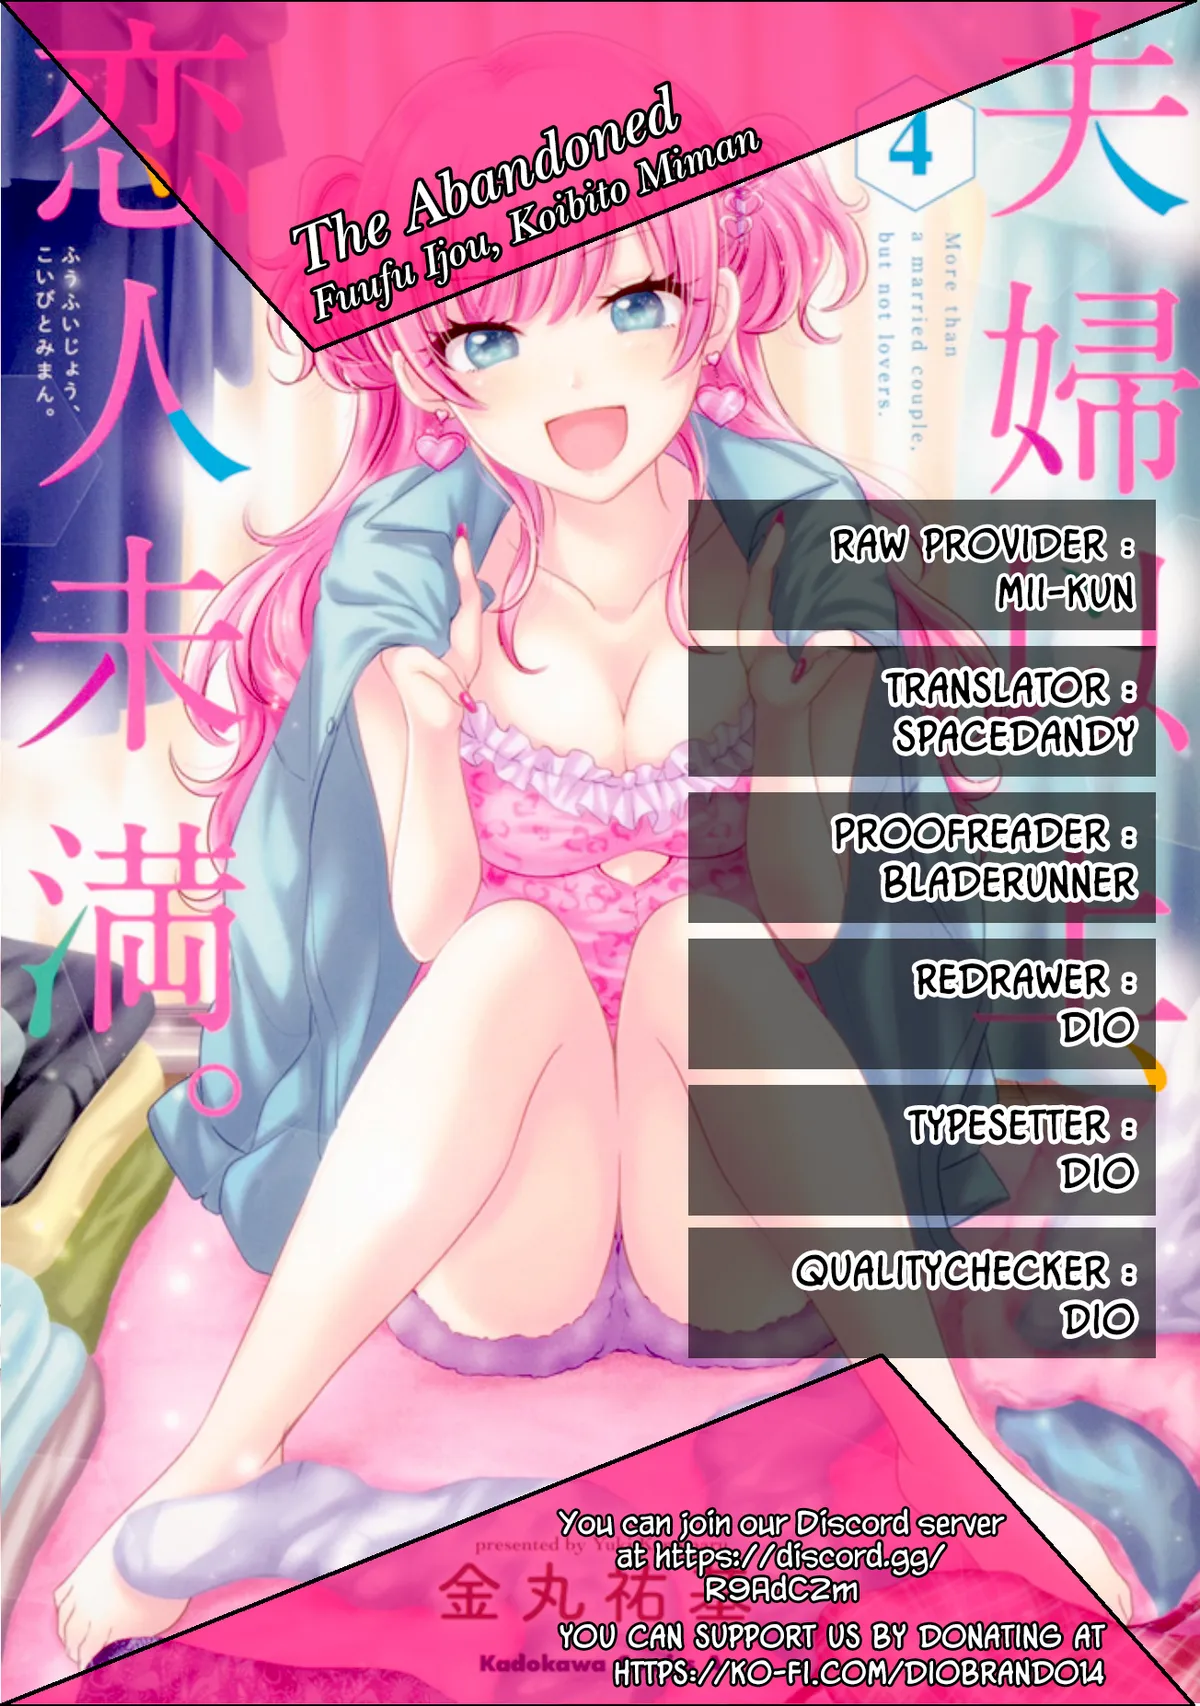 The Abandoned
Fuufu Ijou, Koibito Miman
4
More than
a married couple,
but not lovers.
夫婦以上、
恋人未満。
ふうふいじょう、
こいびとみまん。
RAW PROVIDER :
MII-KUN
TRANSLATOR :
SPACEDANDY
PROOFREADER :
BLADERUNNER
REDRAWER :
DIO
TYPESETTER :
DIO
QUALITYCHECKER :
DIO
You can join our Discord server
at https://discord.gg/
R9AdC2m
presented by
金丸祐基
YOU CAN SUPPORT US BY DONATING AT
HTTPS://KO-FI.COM/DIOBRANDO14
Kadokawa